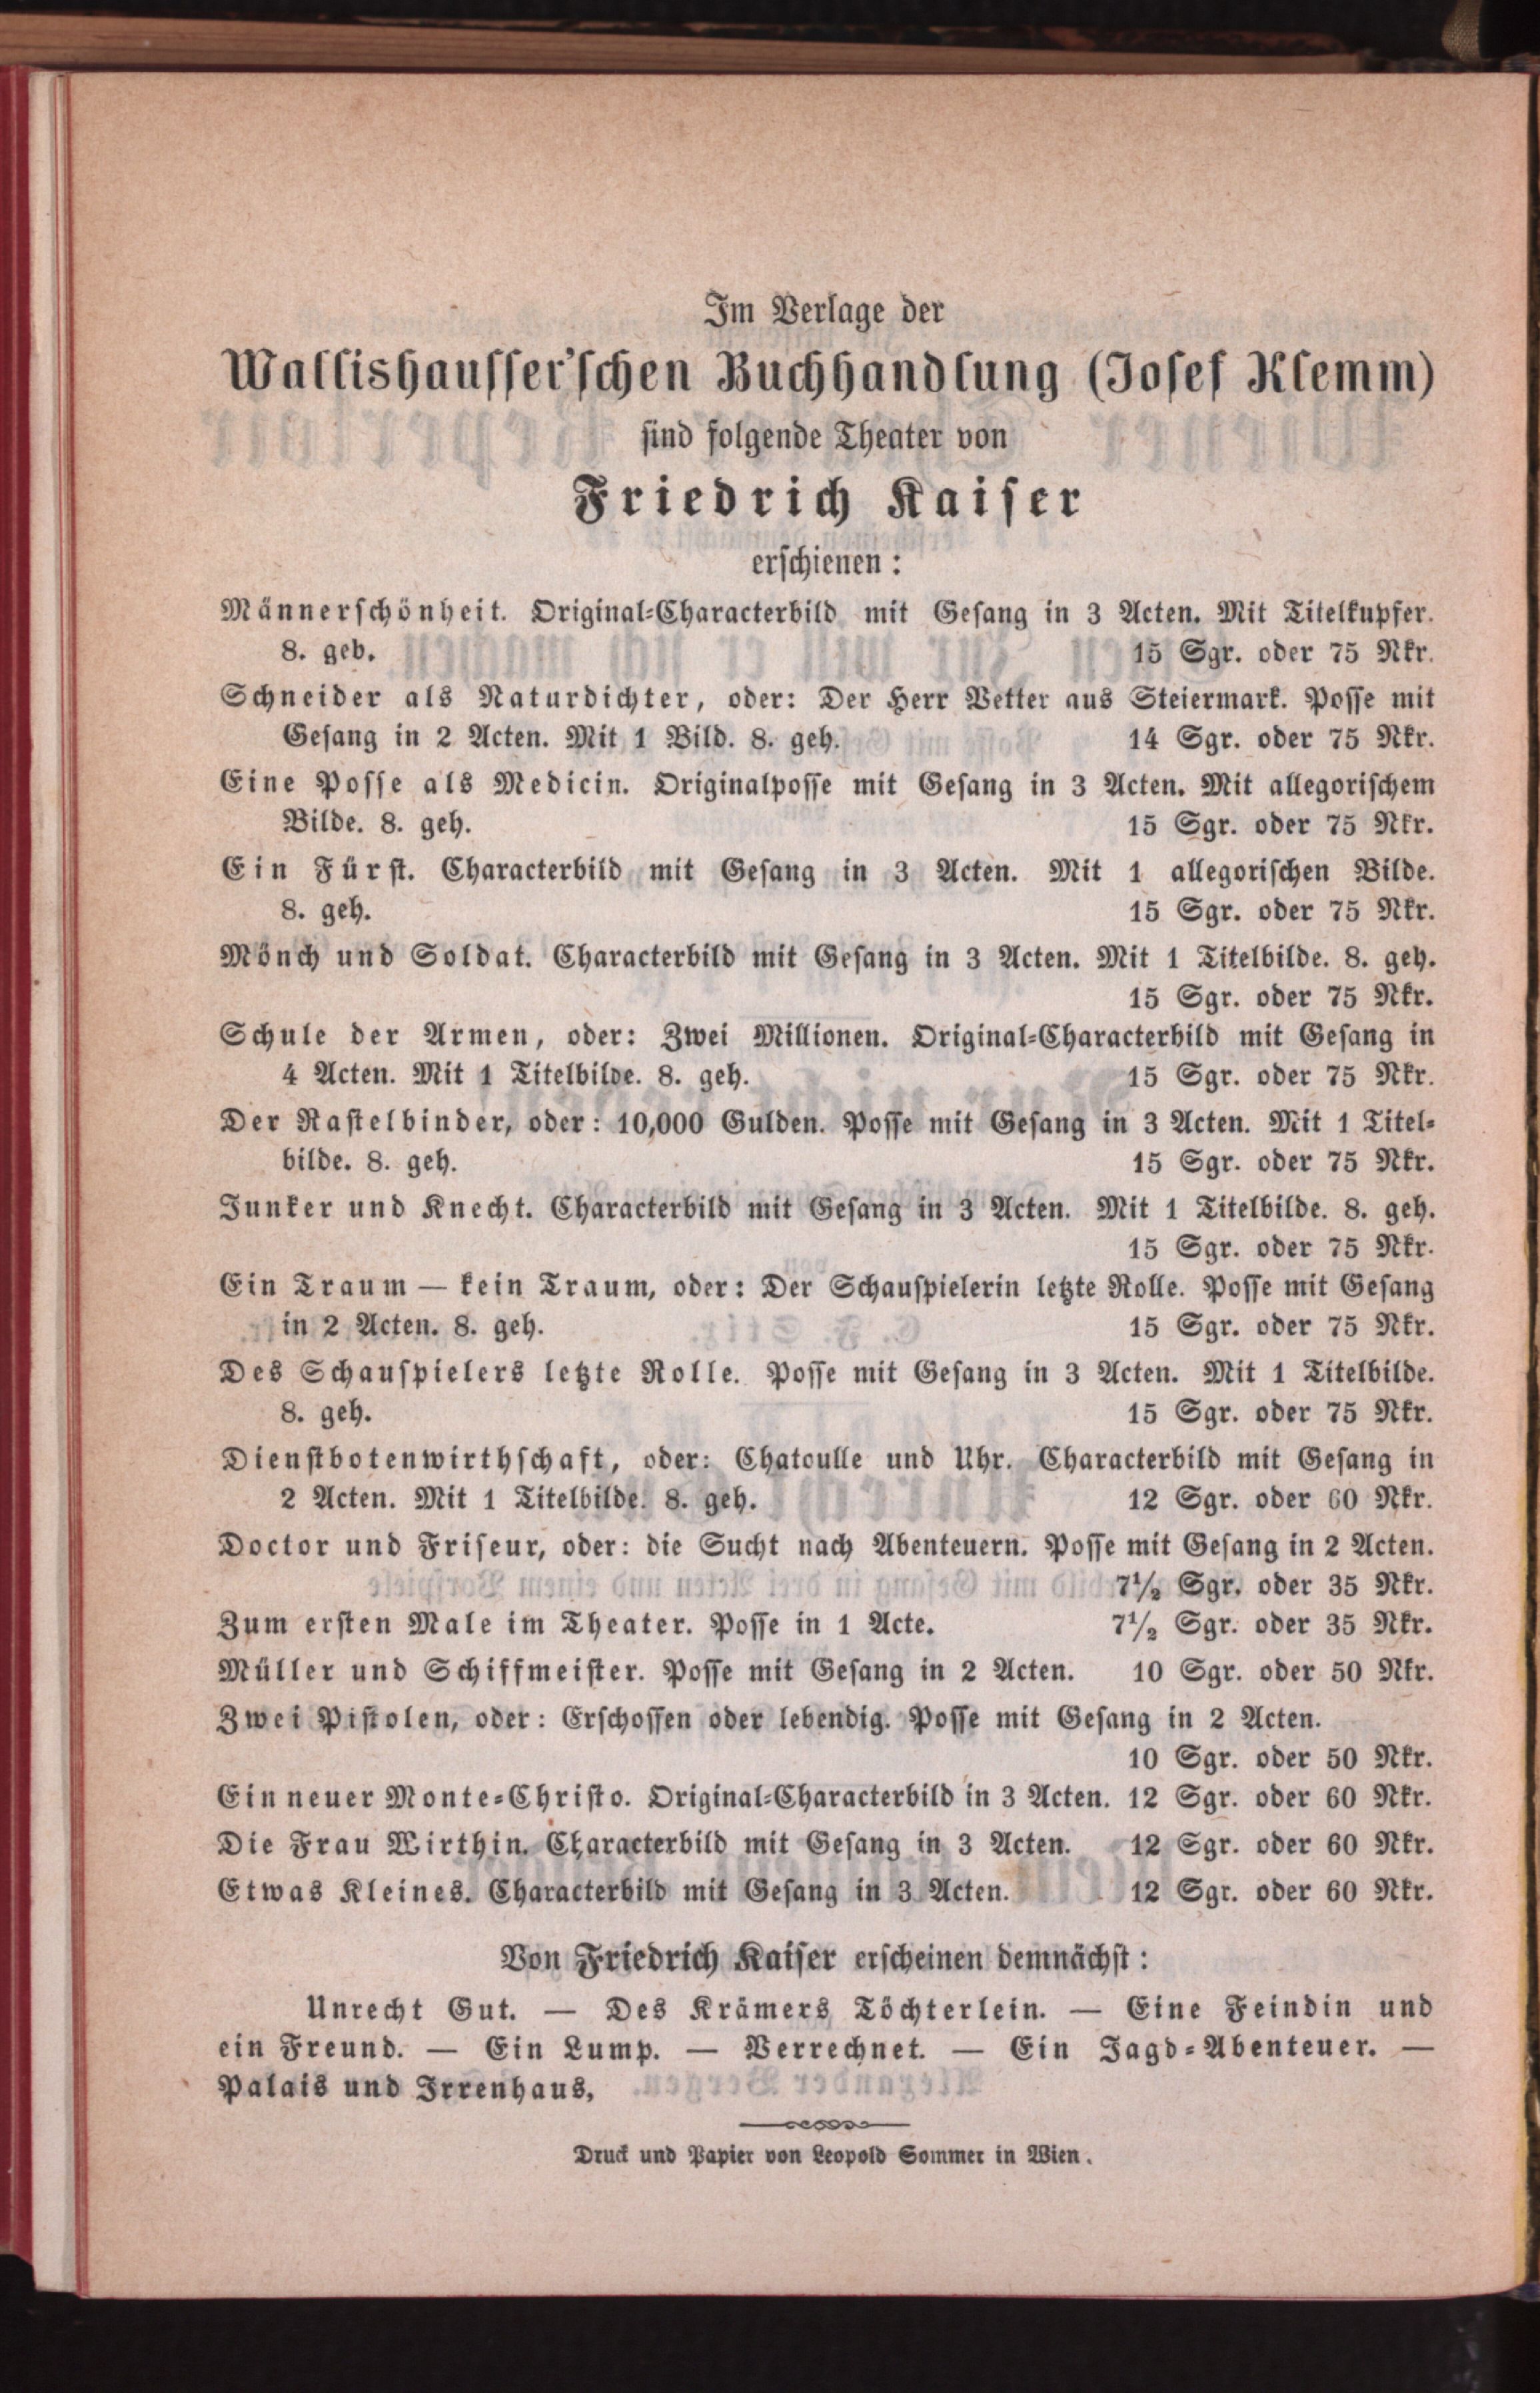 Im Verlage der
Wallishausser'schen Buchhandlung (Josef Klemm)
sind folgende Theater von
Friedrich Kaiser
erschienen:
Männerschönheit. Original-Characterbild mit Gesang in 3 Acten. Mit Titelkupfer.
8. geb. 15 Sgr. oder 75 Nkr.
Schneider als Naturdichter, oder: Der Herr Vetter aus Steiermark. Posse mit
Gesang in 2 Acten. Mit 1 Bild. 8. geh. 14 Sgr. oder 75 Nkr.
Eine Posse als Medicin. Originalposse mit Gesang in 3 Acten. Mit allegorischem
Bilde. 8. geh. 15 Sgr. oder 75 Nkr.
Ein Fürst. Characterbild mit Gesang in 3 Acten. Mit 1 allegorischen Bilde.
8. geh. 15 Sgr. oder 75 Nkr.
Mönch und Soldat. Characterbild mit Gesang in 3 Acten. Mit 1 Titelbilde. 8. geh.
15 Sgr. oder 75 Nkr.
Schule der Armen, oder: Zwei Millionen. Original-Characterbild mit Gesang in
4 Acten. Mit 1 Titelbilde. 8. geh. 15 Sgr. oder 75 Nkr.
Der Rastelbinder, oder: 10,000 Gulden. Posse mit Gesang in 3 Acten. Mit 1 Titel-
bilde. 8. geh. 15 Sgr. oder 75 Nkr.
Junker und Knecht. Characterbild mit Gesang in 3 Acten. Mit 1 Titelbilde. 8. geh.
15 Sgr. oder 75 Nkr.
Ein Traum — kein Traum, oder: Der Schauspielerin letzte Rolle. Posse mit Gesang
in 2 Acten. 8. geh. 15 Sgr. oder 75 Nkr.
Des Schauspielers letzte Rolle. Posse mit Gesang in 3 Acten. Mit 1 Titelbilde.
8. geh. 15 Sgr. oder 75 Nkr.
Dienstbotenwirthschaft, oder: Chatoulle und Uhr. Characterbild mit Gesang in
2 Acten. Mit 1 Titelbilde. 8. geh. 12 Sgr. oder 60 Nkr.
Doctor und Friseur, oder: die Sucht nach Abenteuern. Posse mit Gesang in 2 Acten.
7½ Sgr. oder 35 Nkr.
Zum ersten Male im Theater. Posse in 1 Acte. 7½ Sgr. oder 35 Nkr.
Müller und Schiffmeister. Posse mit Gesang in 2 Acten. 10 Sgr. oder 50 Nkr.
Zwei Pistolen, oder: Erschossen oder lebendig. Posse mit Gesang in 2 Acten.
10 Sgr. oder 50 Nkr.
Ein neuer Monte-Christo. Original-Characterbild in 3 Acten. 12 Sgr. oder 60 Nkr.
Die Frau Wirthin. Characterbild mit Gesang in 3 Acten. 12 Sgr. oder 60 Nkr.
Etwas Kleines. Characterbild mit Gesang in 3 Acten. 12 Sgr. oder 60 Nkr.
Von Friedrich Kaiser erscheinen demnächst:
Unrecht Gut. — Des Krämers Töchterlein. — Eine Feindin und
ein Freund. — Ein Lump. — Verrechnet. — Ein Jagd-Abenteuer. —
Palais und Irrenhaus,
Druck und Papier von Leopold Sommer in Wien.